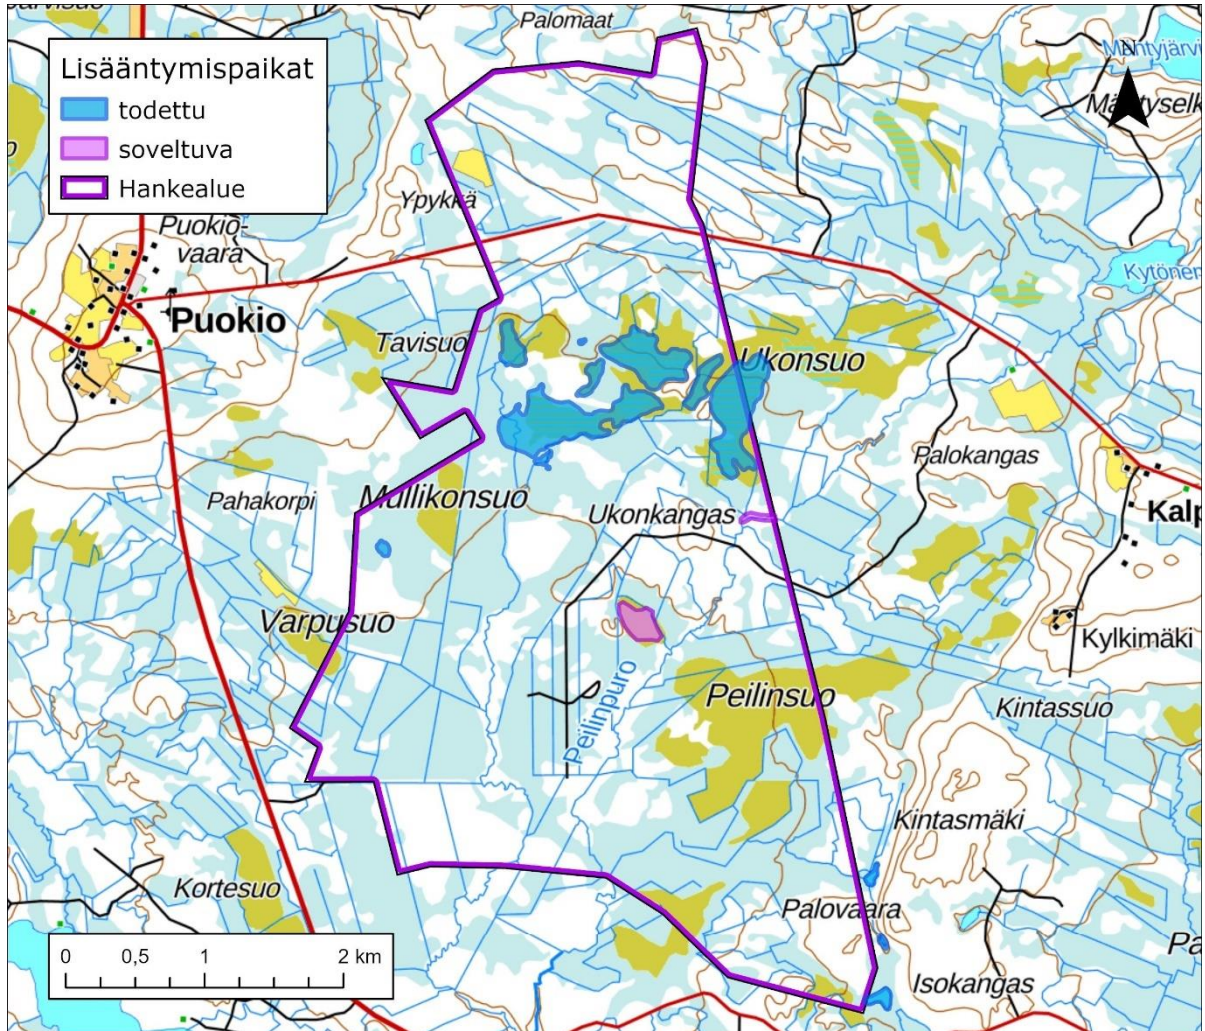 Palomaat
Lisääntymispaikat
todettu
soveltuva
Hankealue
N
Ypykkä
Puokio-
vaara
Kytönen
Puokio
Tavisuo
Ukonsuo
Palokangas
Pahakorpi
Mullikonsuo
Ukonkangas
Kalp
Varpusuo
Kylkimäki
Peilinpuro
Peilinsuo
Kintassuo
Kintasmäki
Kortesuo
Palovaara
Pa
Isokangas
0 0,5 1 2 km